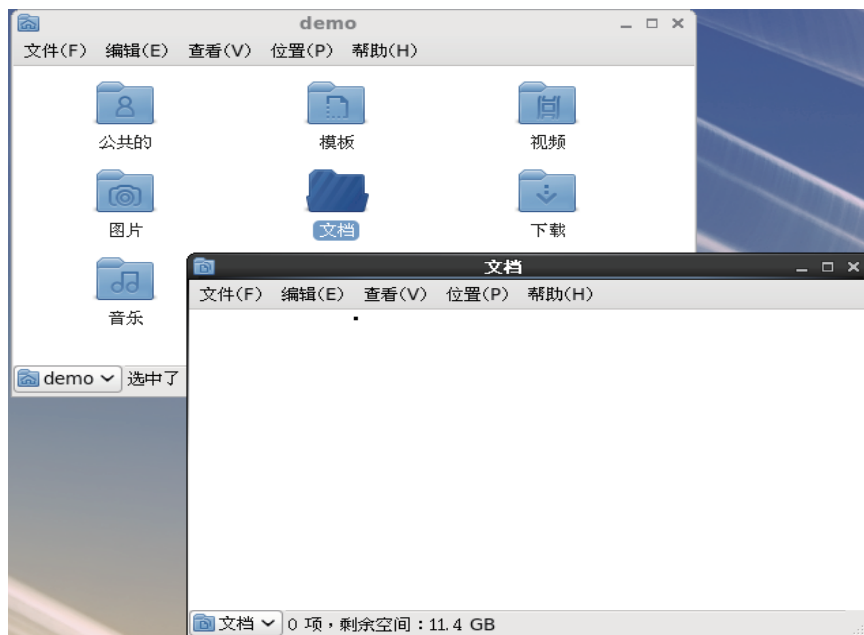 demo
文件(F) 编辑(E) 查看(V) 位置(P) 帮助(H)
公共的 模板 视频
图片 文档 下载
音乐
demo 选中了
文档
文件(F) 编辑(E) 查看(V) 位置(P) 帮助(H)
文档 0 项，剩余空间：11.4 GB